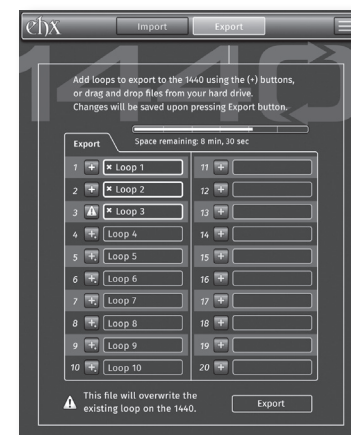 ehx Import Export
1440
Add loops to export to the 1440 using the (+) buttons,
or drag and drop files from your hard drive.
Changes will be saved upon pressing Export button.
Export Space remaining: 8 min, 30 sec
1 + × Loop 1 11 +
2 + × Loop 2 12 +
3 × Loop 3 13 +
4 + Loop 4 14 +
5 + Loop 5 15 +
6 + Loop 6 16 +
7 + Loop 7 17 +
8 + Loop 8 18 +
9 + Loop 9 19 +
10 + Loop 10 20 +
This file will overwrite the
existing loop on the 1440. Export